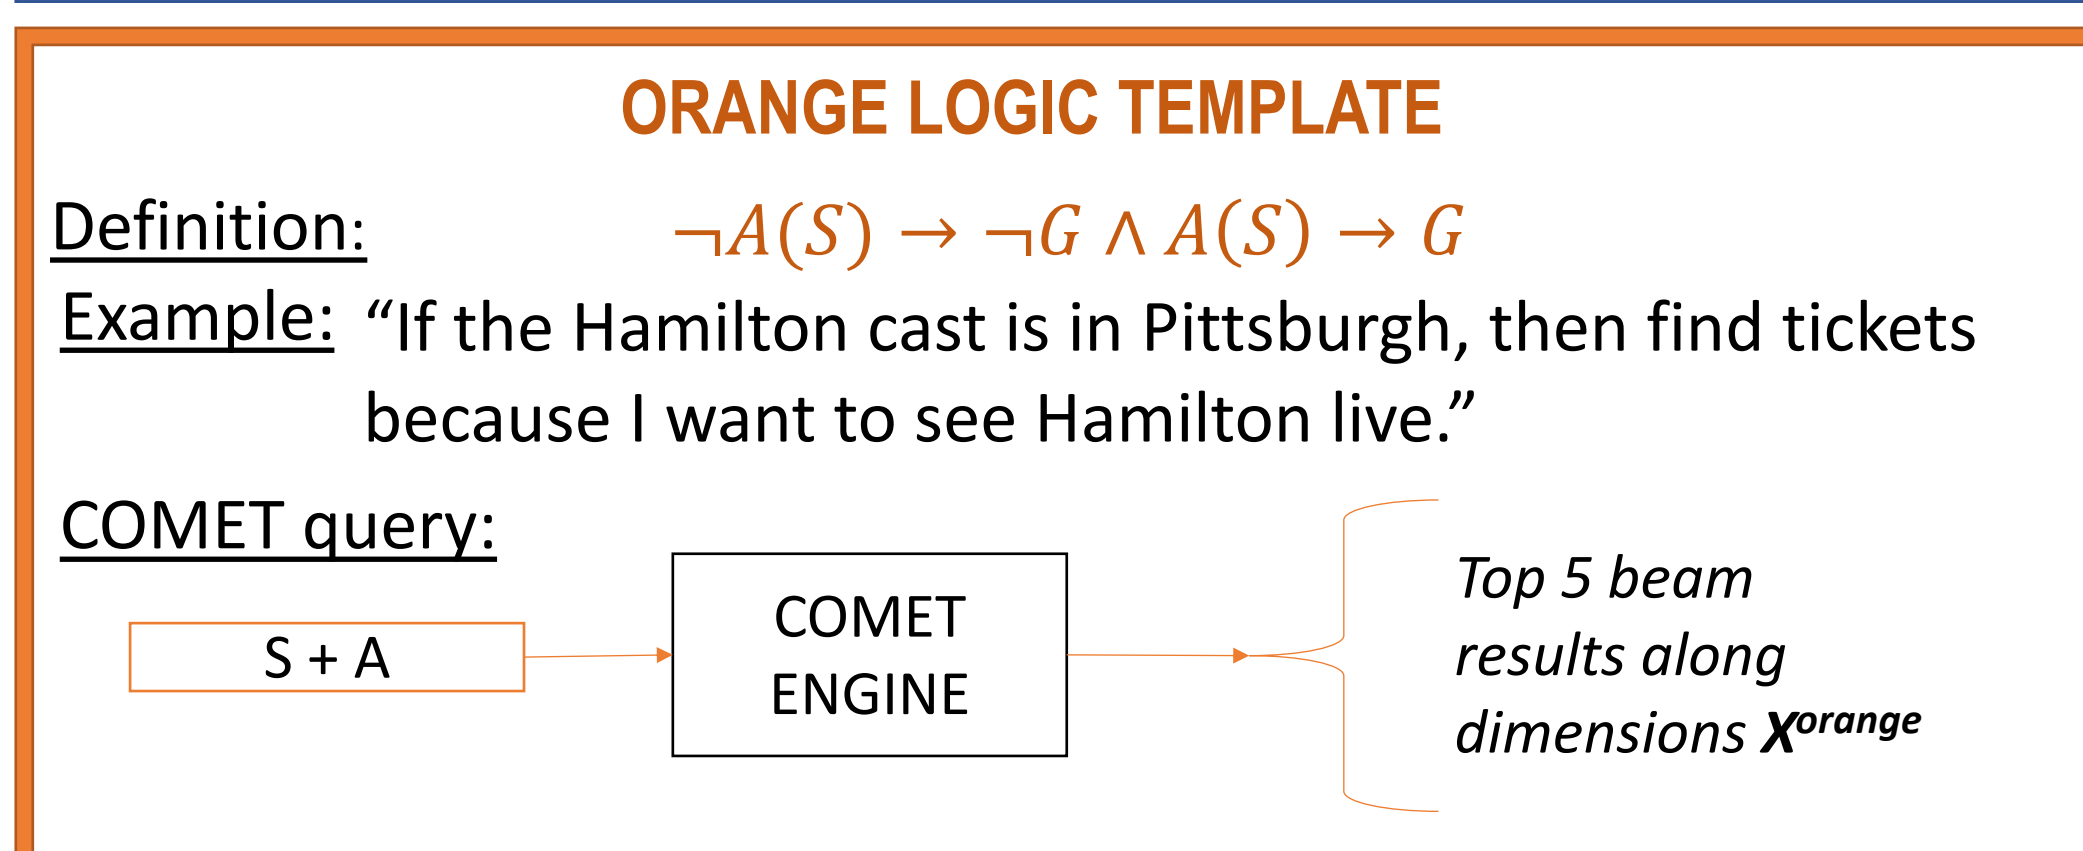 ORANGE LOGIC TEMPLATE
Definition: ¬A(S) → ¬G ∧ A(S) → G
Example: “If the Hamilton cast is in Pittsburgh, then find tickets
because I want to see Hamilton live.”
COMET query:
S + A
COMET
ENGINE
Top 5 beam
results along
dimensions X^orange